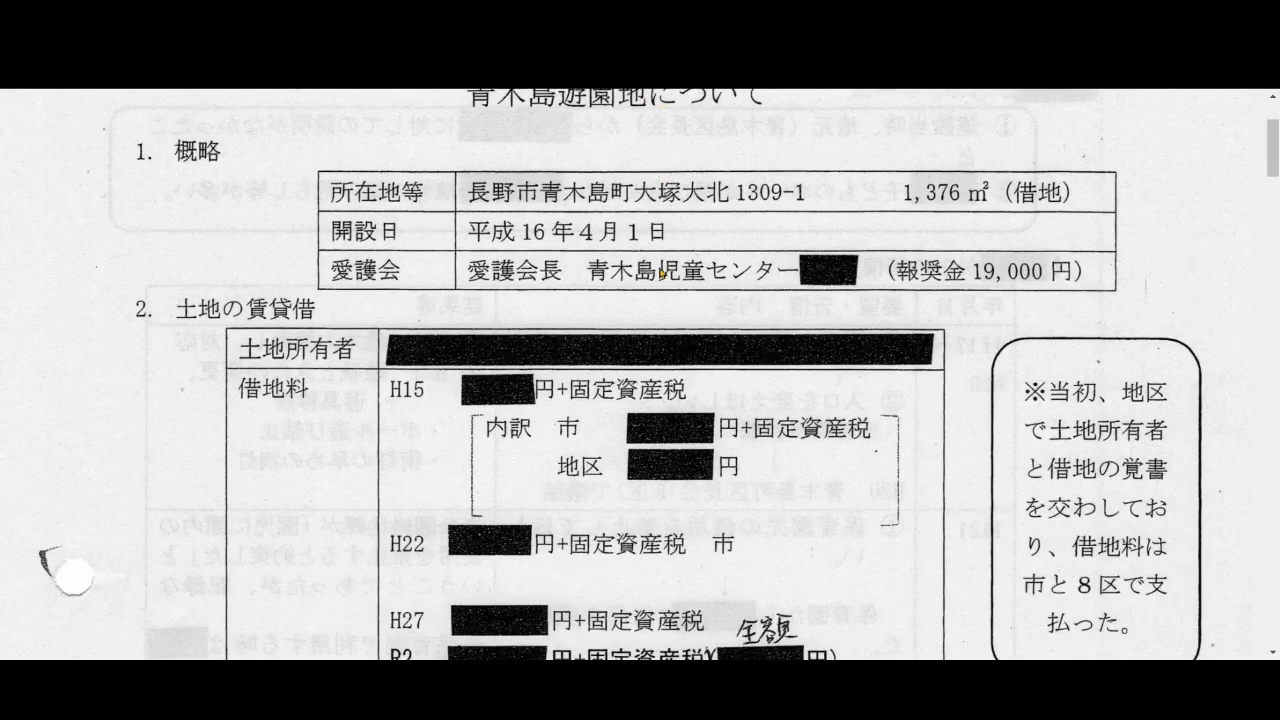 青木島遊園地について
1. 概略
所在地等 長野市青木島町大塚大北 1309-1 1,376 ㎡（借地）
開設日 平成 16 年４月１日
愛護会 愛護会長 青木島児童センター （報奨金 19,000 円）
2. 土地の賃貸借
土地所有者
借地料 H15 円+固定資産税
内訳 市 円+固定資産税
地区 円
H22 円+固定資産税 市
H27 円+固定資産税
全額
R2 円+固定資産税( 円)
※当初、地区
で土地所有者
と借地の覚書
を交わしてお
り、借地料は
市と８区で支
払った。